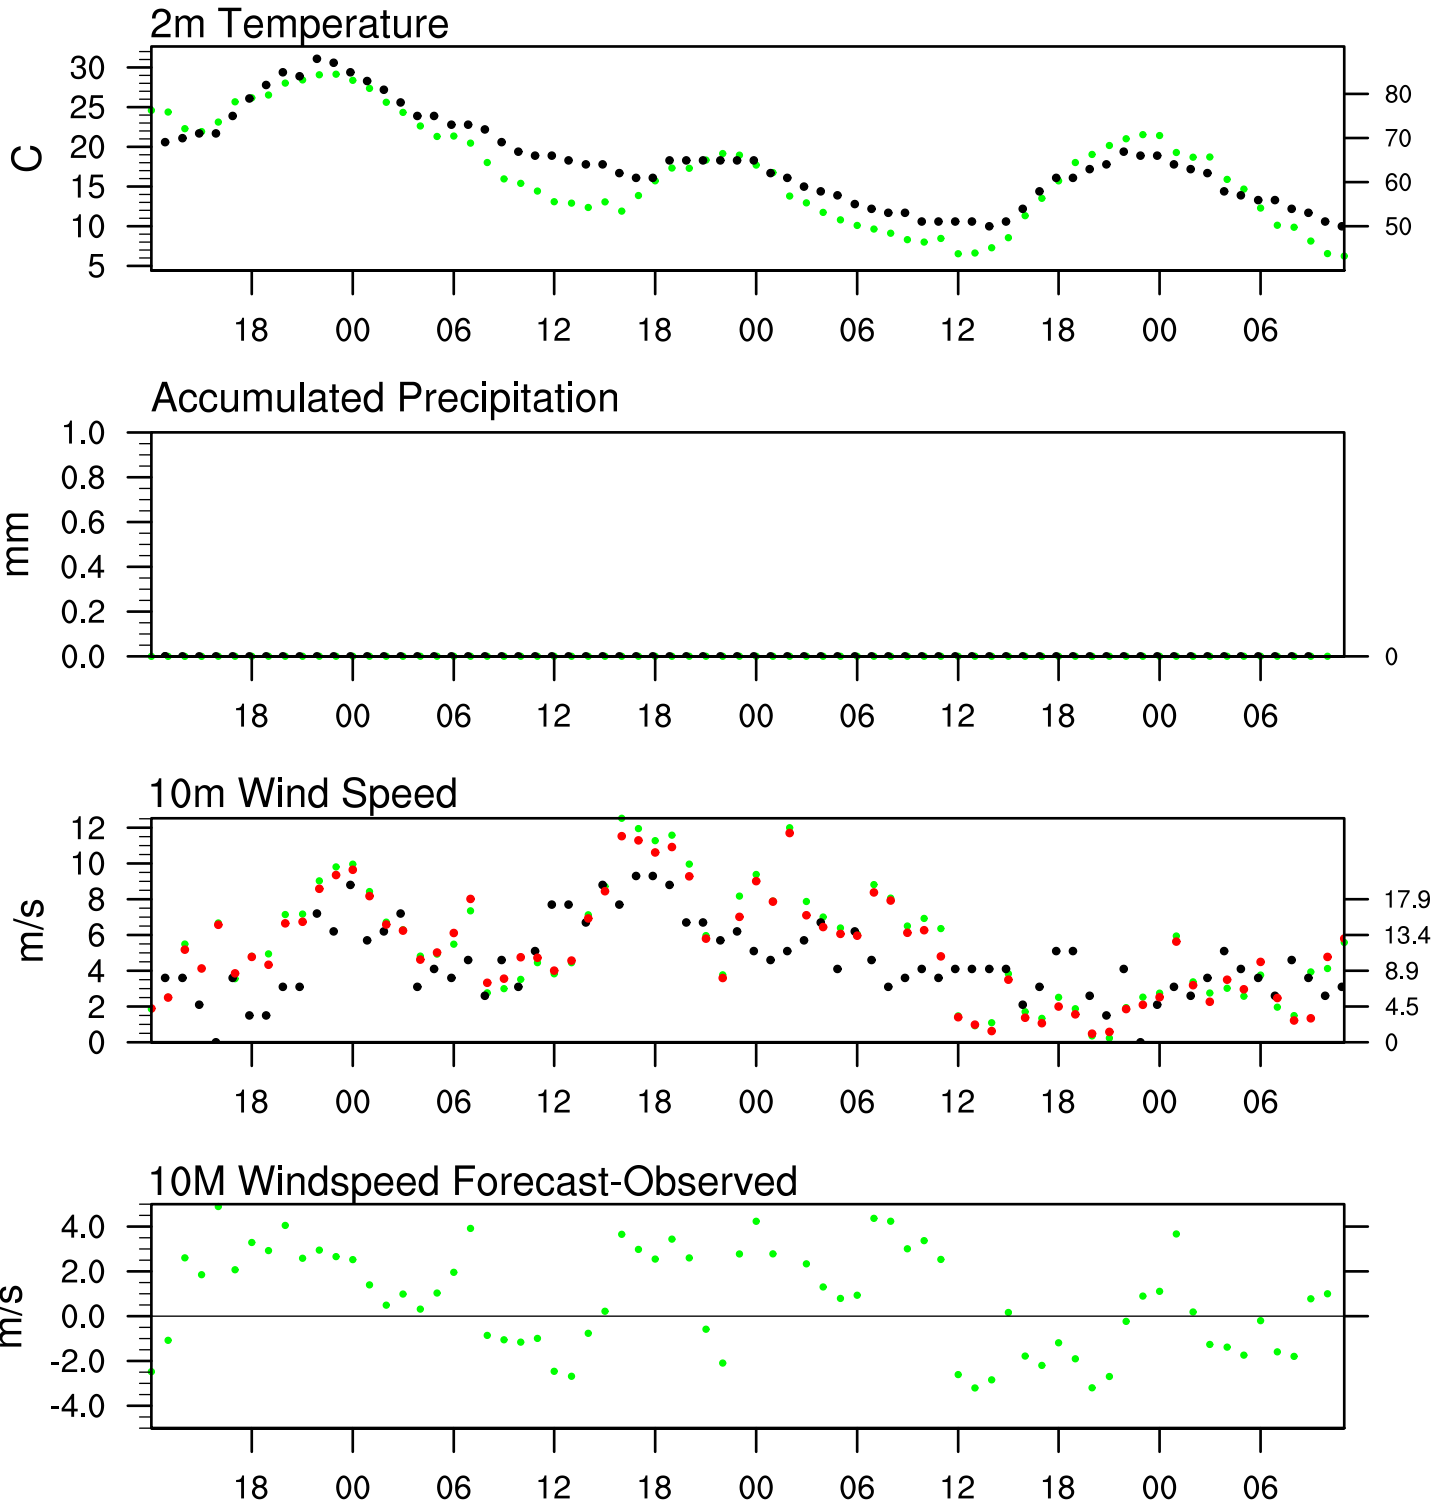 2m Temperature
30
25
20
15
10
5
C
80
70
60
50
18 00 06 12 18 00 06 12 18 00 06
Accumulated Precipitation
1.0
0.8
0.6
0.4
0.2
0.0
mm
0
18 00 06 12 18 00 06 12 18 00 06
10m Wind Speed
12
10
8
6
4
2
0
m/s
17.9
13.4
8.9
4.5
0
18 00 06 12 18 00 06 12 18 00 06
10M Windspeed Forecast-Observed
4.0
2.0
0.0
-2.0
-4.0
m/s
18 00 06 12 18 00 06 12 18 00 06